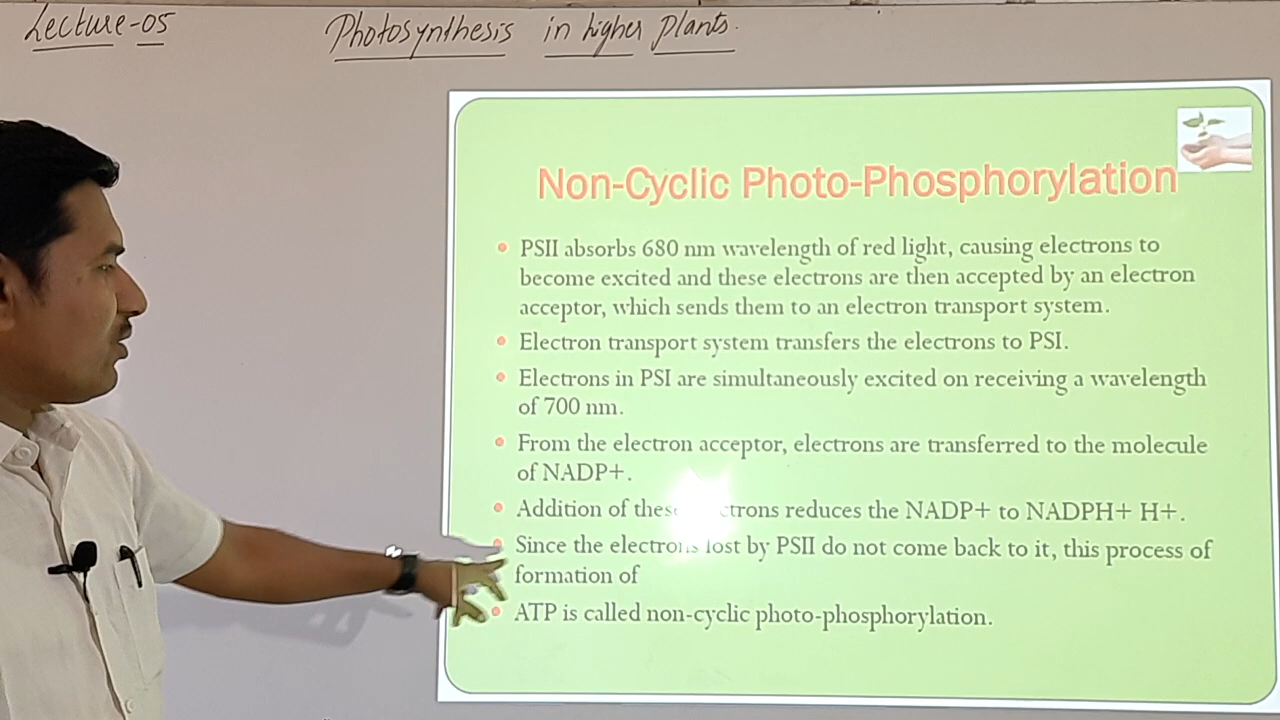 Lecture-05
Photosynthesis in higher plants.
Non-Cyclic Photo-Phosphorylation
• PSII absorbs 680 nm wavelength of red light, causing electrons to
become excited and these electrons are then accepted by an electron
acceptor, which sends them to an electron transport system.
• Electron transport system transfers the electrons to PSI.
• Electrons in PSI are simultaneously excited on receiving a wavelength
of 700 nm.
• From the electron acceptor, electrons are transferred to the molecule
of NADP+.
• Addition of these electrons reduces the NADP+ to NADPH+ H+.
• Since the electrons lost by PSII do not come back to it, this process of
formation of
• ATP is called non-cyclic photo-phosphorylation.